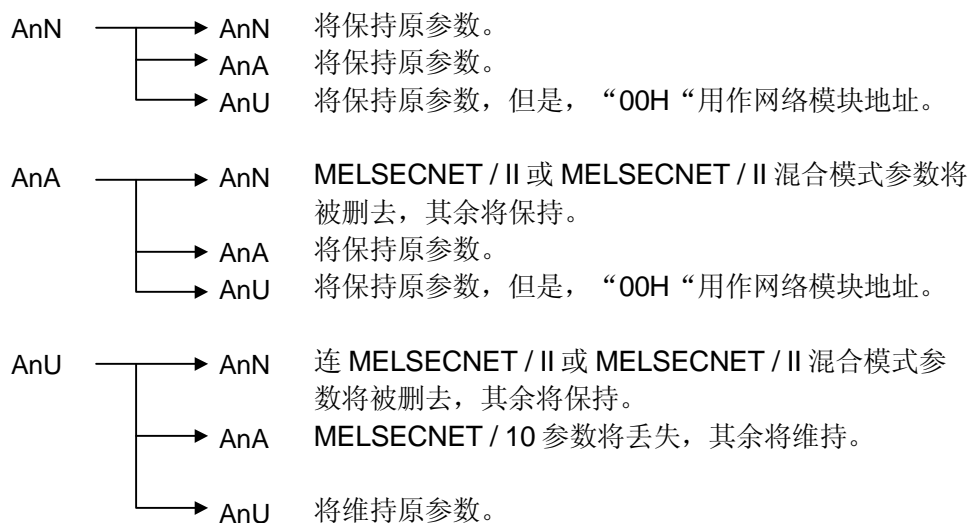 AnN AnN 将保持原参数。
AnA 将保持原参数。
AnU 将保持原参数，但是，“00H“用作网络模块地址。
AnA AnN MELSECNET / II 或 MELSECNET / II 混合模式参数将
被删去，其余将保持。
AnA 将保持原参数。
AnU 将保持原参数，但是，“00H“用作网络模块地址。
AnU AnN 连 MELSECNET / II 或 MELSECNET / II 混合模式参
数将被删去，其余将保持。
AnA MELSECNET / 10 参数将丢失，其余将维持。
AnU 将维持原参数。